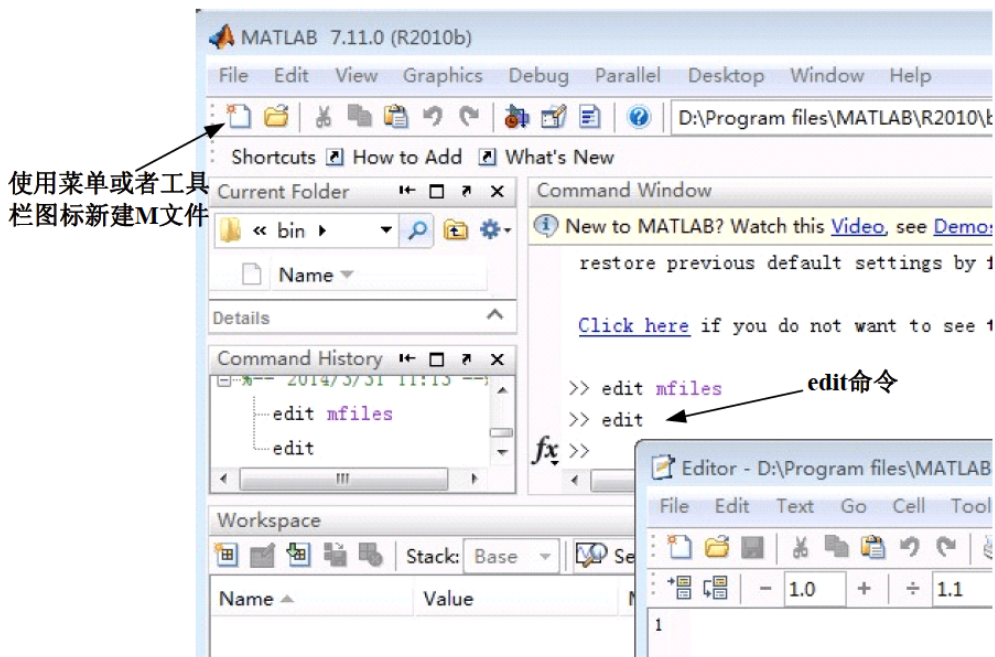 MATLAB 7.11.0 (R2010b)
File Edit View Graphics Debug Parallel Desktop Window Help
D:\Program files\MATLAB\R2010\b
Shortcuts How to Add What's New
使用菜单或者工具
栏图标新建M文件
Current Folder
« bin
Name
Details
Command History
edit mfiles
edit
Command Window
New to MATLAB? Watch this Video, see Demos
restore previous default settings by
Click here if you do not want to see
>> edit mfiles
>> edit
fx >>
edit命令
Workspace
Stack: Base
Name Value
Editor - D:\Program files\MATLAB
File Edit Text Go Cell Tool
- 1.0 + ÷ 1.1
1